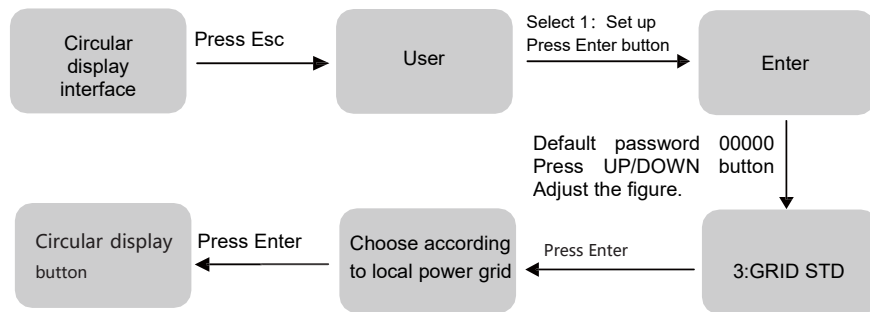 Circular
display
interface
Press Esc
User
Select 1: Set up
Press Enter button
Enter
Default password 00000
Press UP/DOWN button
Adjust the figure.
3:GRID STD
Press Enter
Choose according
to local power grid
Press Enter
Circular display
button